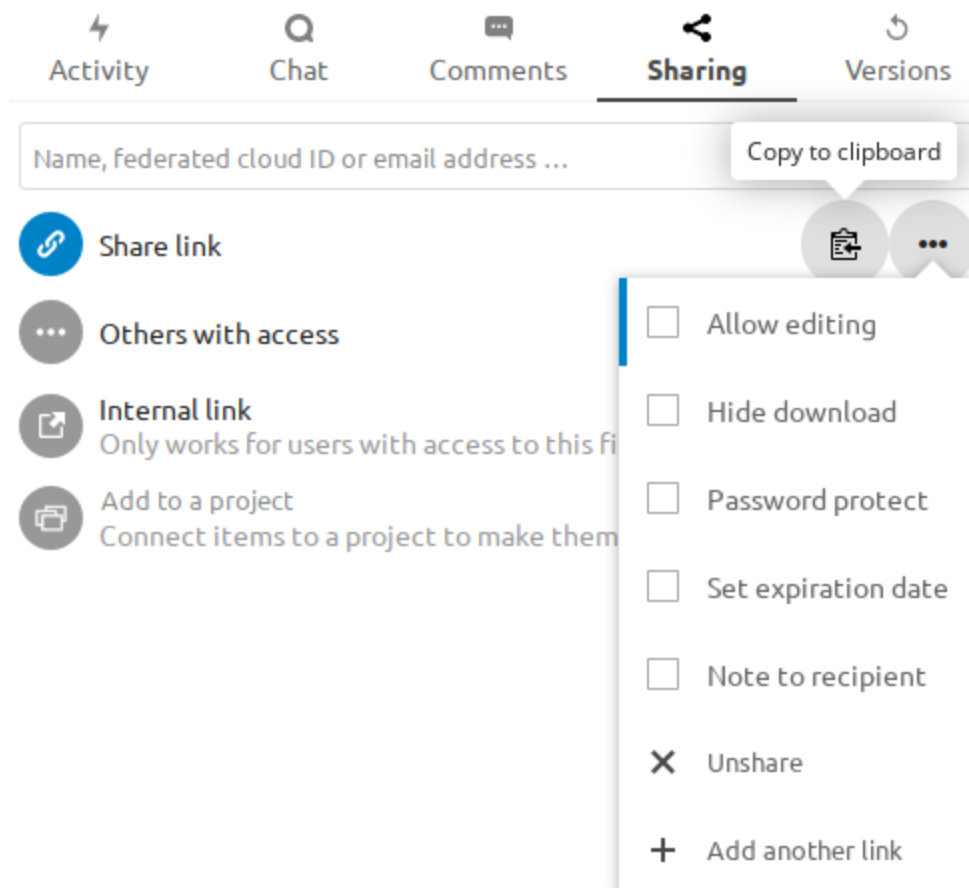 Activity
Chat
Comments
Sharing
Versions
Name, federated cloud ID or email address ...
Copy to clipboard
Share link
Others with access
Internal link
Only works for users with access to this fi
Add to a project
Connect items to a project to make them
Allow editing
Hide download
Password protect
Set expiration date
Note to recipient
Unshare
Add another link